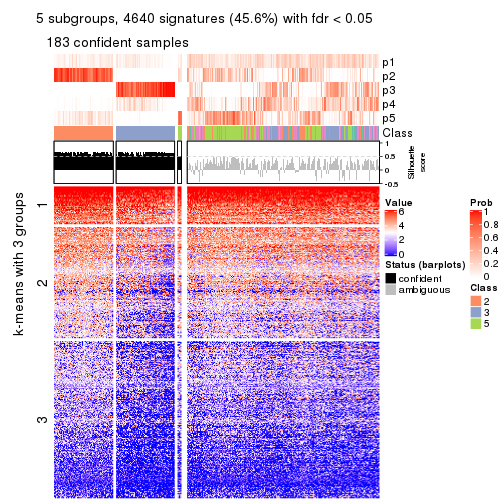 5 subgroups, 4640 signatures (45.6%) with fdr < 0.05
183 confident samples
p1
p2
p3
p4
p5
Class
1
0.5
0
-0.5
Silhouette
score
k-means with 3 groups
1
2
3
Value
6
4
2
0
Status (barplots)
confident
ambiguous
Prob
1
0.8
0.6
0.4
0.2
0
Class
2
3
5